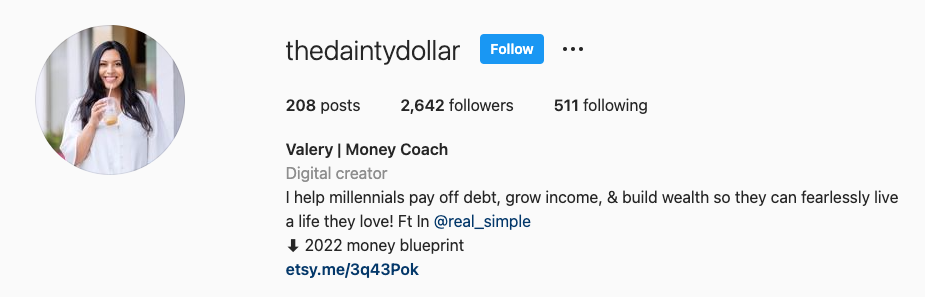 thedaintydollar Follow •••
208 posts 2,642 followers 511 following
Valery | Money Coach
Digital creator
I help millennials pay off debt, grow income, & build wealth so they can fearlessly live
a life they love! Ft In @real_simple
⬇ 2022 money blueprint
etsy.me/3q43Pok